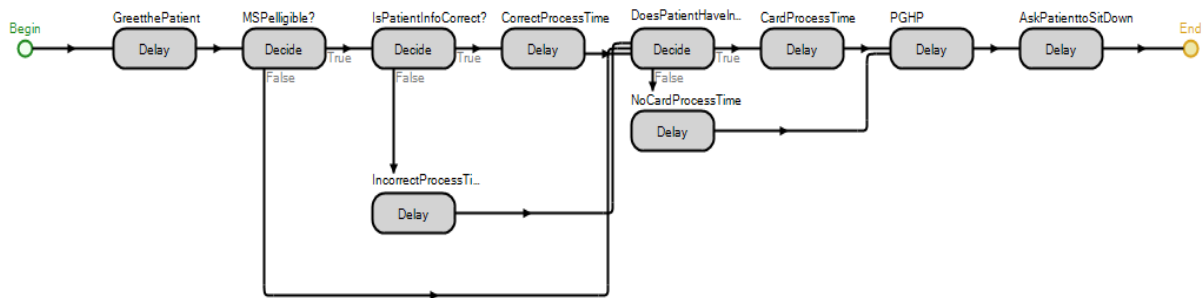 Begin
GreetthePatient
Delay
MSPelligible?
Decide
True
False
IsPatientInfoCorrect?
Decide
True
False
CorrectProcessTime
Delay
IncorrectProcessTi...
Delay
DoesPatientHaveIn...
Decide
True
False
NoCardProcessTime
Delay
CardProcessTime
Delay
PGHP
Delay
AskPatienttoSitDown
Delay
End